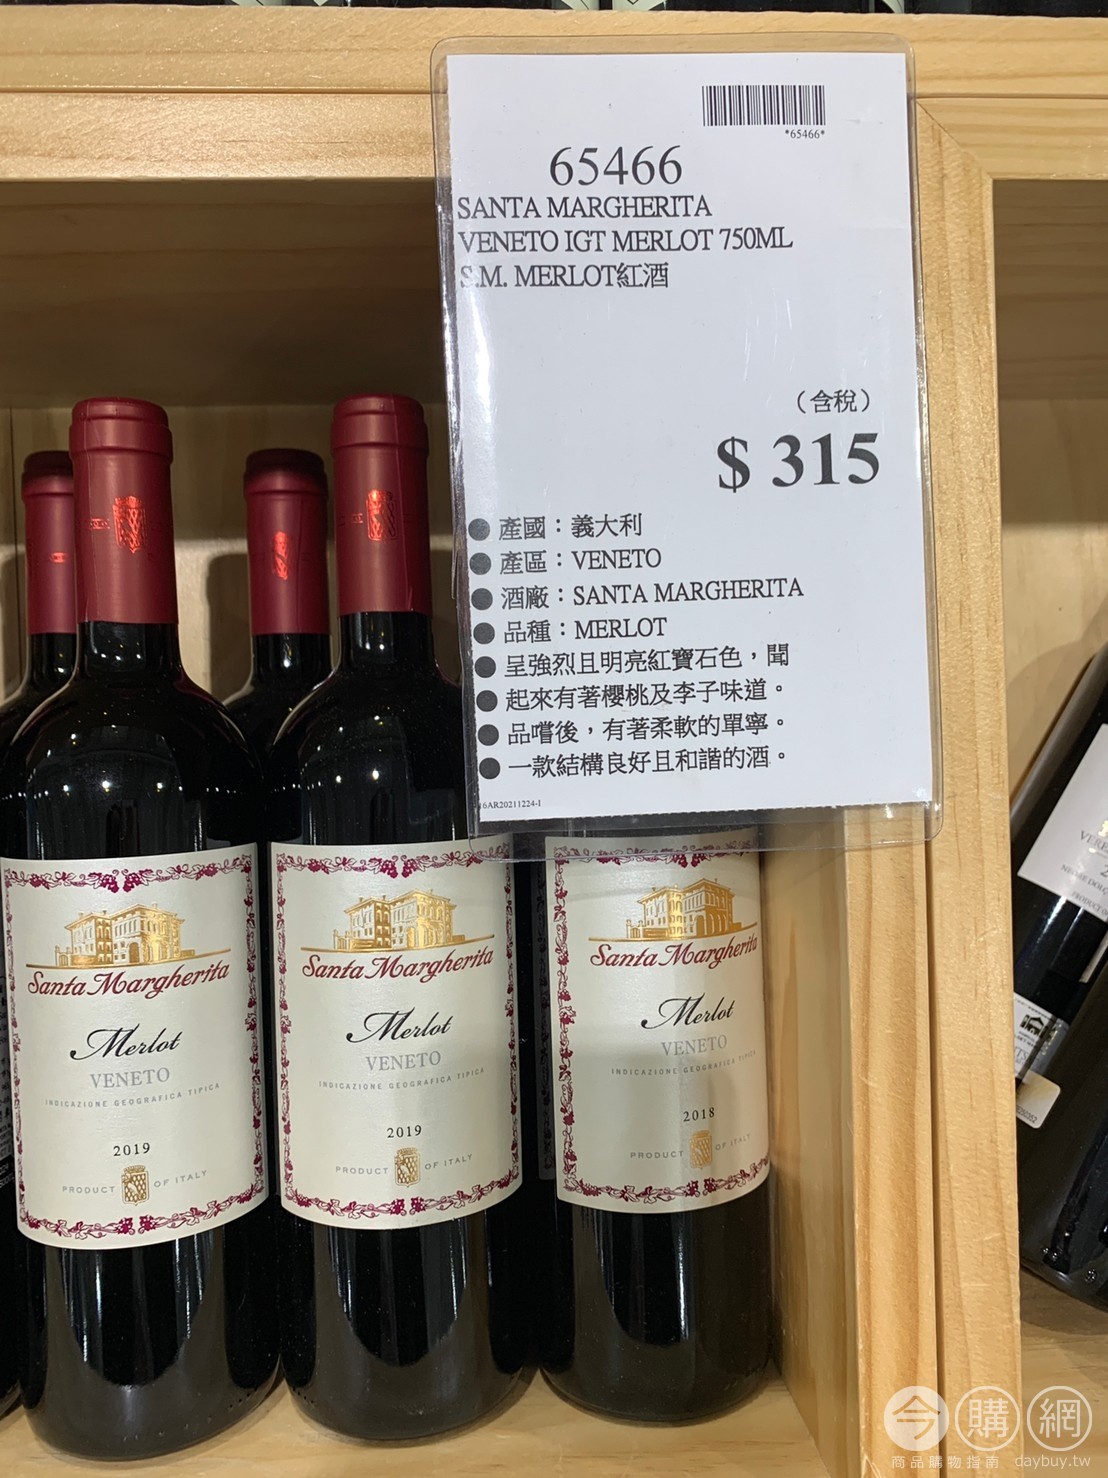 *65466*
65466
SANTA MARGHERITA
VENETO IGT MERLOT 750ML
S.M. MERLOT紅酒
（含稅）
$ 315
● 產國：義大利
● 產區：VENETO
● 酒廠：SANTA MARGHERITA
● 品種：MERLOT
● 呈強烈且明亮紅寶石色，聞
● 起來有著櫻桃及李子味道。
● 品嚐後，有著柔軟的單寧。
● 一款結構良好且和諧的酒。
16AR20211224-1
Santa Margherita
Merlot
VENETO
INDICAZIONE GEOGRAFICA TIPICA
2019
PRODUCT OF ITALY
Santa Margherita
Merlot
VENETO
INDICAZIONE GEOGRAFICA TIPICA
2019
PRODUCT OF ITALY
Santa Margherita
Merlot
VENETO
INDICAZIONE GEOGRAFICA TIPICA
2018
PRODUCT OF ITALY
今購網
商品購物指南 daybuy.tw